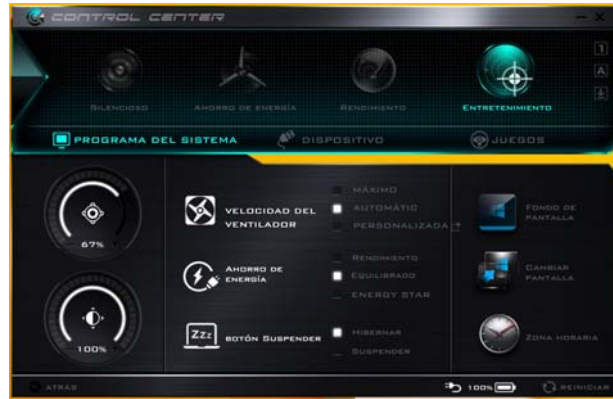 CONTROL CENTER
1
A
SILENCIOSO
AHORRO DE ENERGÍA
RENDIMIENTO
ENTRETENIMIENTO
PROGRAMA DEL SISTEMA
DISPOSITIVO
JUEGOS
67%
VELOCIDAD DEL
VENTILADOR
MÁXIMO
AUTOMÁTIC
PERSONALIZADA
FONDO DE
PANTALLA
AHORRO DE
ENERGÍA
RENDIMIENTO
EQUILIBRADO
ENERGY STAR
CAMBIAR
PANTALLA
100%
ZZZ
BOTÓN SUSPENDER
HIBERNAR
SUSPENDER
ZONA HORARIA
ATRÁS
100%
REINICIAR